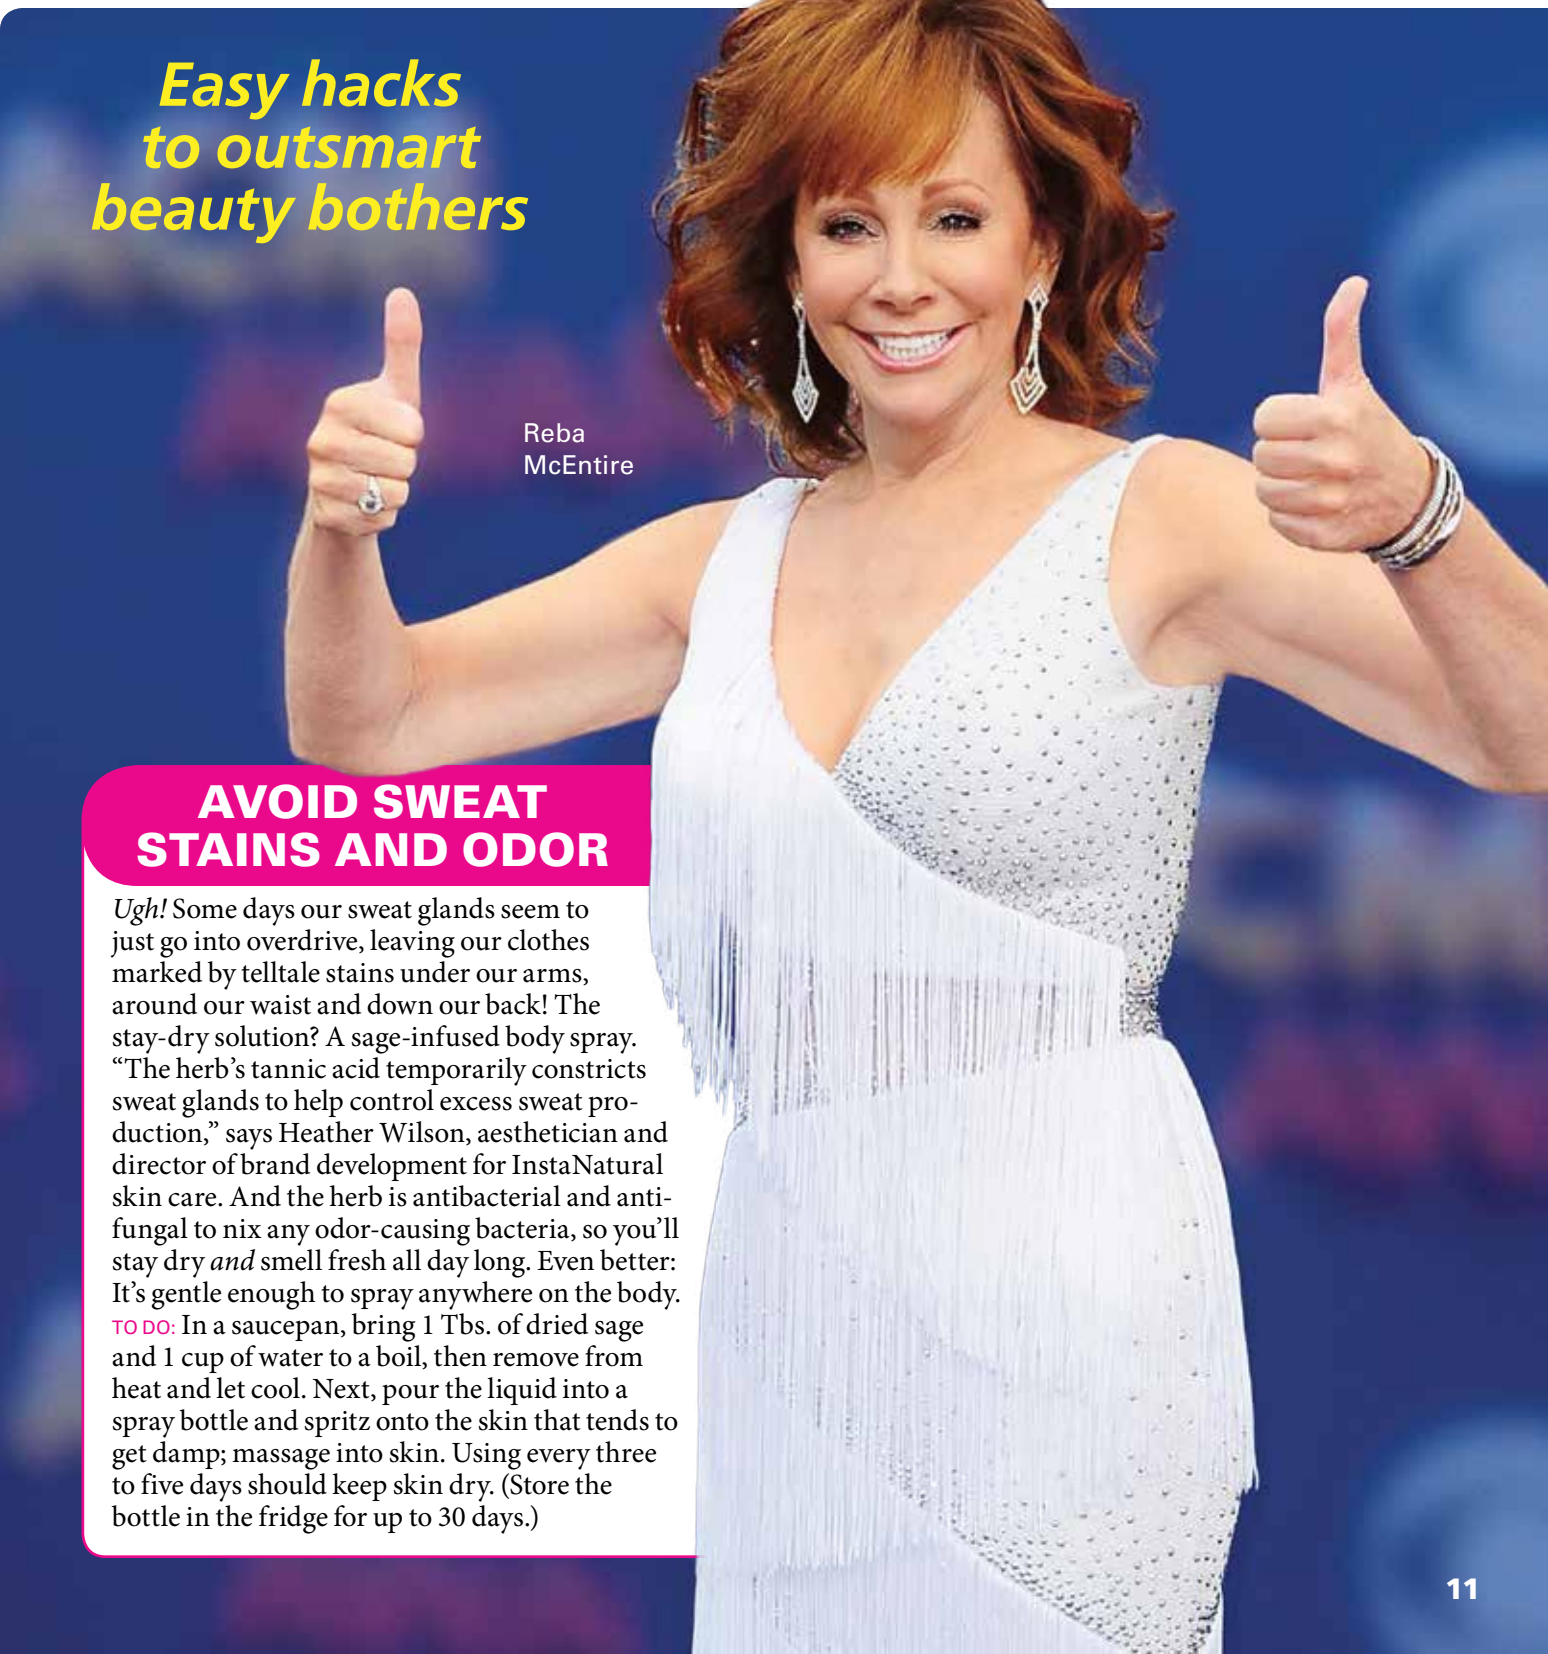 Easy hacks
to outsmart
beauty bothers
Reba
McEntire
AVOID SWEAT
STAINS AND ODOR
Ugh! Some days our sweat glands seem to
just go into overdrive, leaving our clothes
marked by telltale stains under our arms,
around our waist and down our back! The
stay-dry solution? A sage-infused body spray.
“The herb’s tannic acid temporarily constricts
sweat glands to help control excess sweat pro-
duction,” says Heather Wilson, aesthetician and
director of brand development for InstaNatural
skin care. And the herb is antibacterial and anti-
fungal to nix any odor-causing bacteria, so you’ll
stay dry and smell fresh all day long. Even better:
It’s gentle enough to spray anywhere on the body.
TO DO: In a saucepan, bring 1 Tbs. of dried sage
and 1 cup of water to a boil, then remove from
heat and let cool. Next, pour the liquid into a
spray bottle and spritz onto the skin that tends to
get damp; massage into skin. Using every three
to five days should keep skin dry. (Store the
bottle in the fridge for up to 30 days.)
11